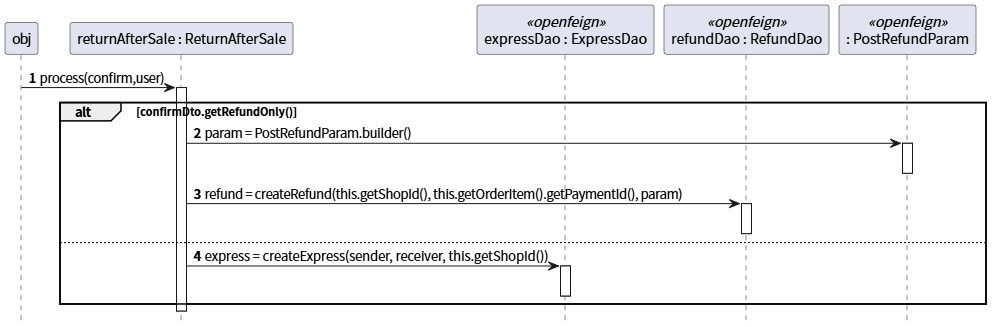 «openfeign» «openfeign» «openfeign»
obj returnAfterSale : ReturnAfterSale expressDao : ExpressDao refundDao : RefundDao : PostRefundParam
1 process(confirm,user)
alt [confirmDto.getRefundOnly()]
2 param = PostRefundParam.builder()
3 refund = createRefund(this.getShopId(), this.getOrderItem().getPaymentId(), param)
4 express = createExpress(sender, receiver, this.getShopId())